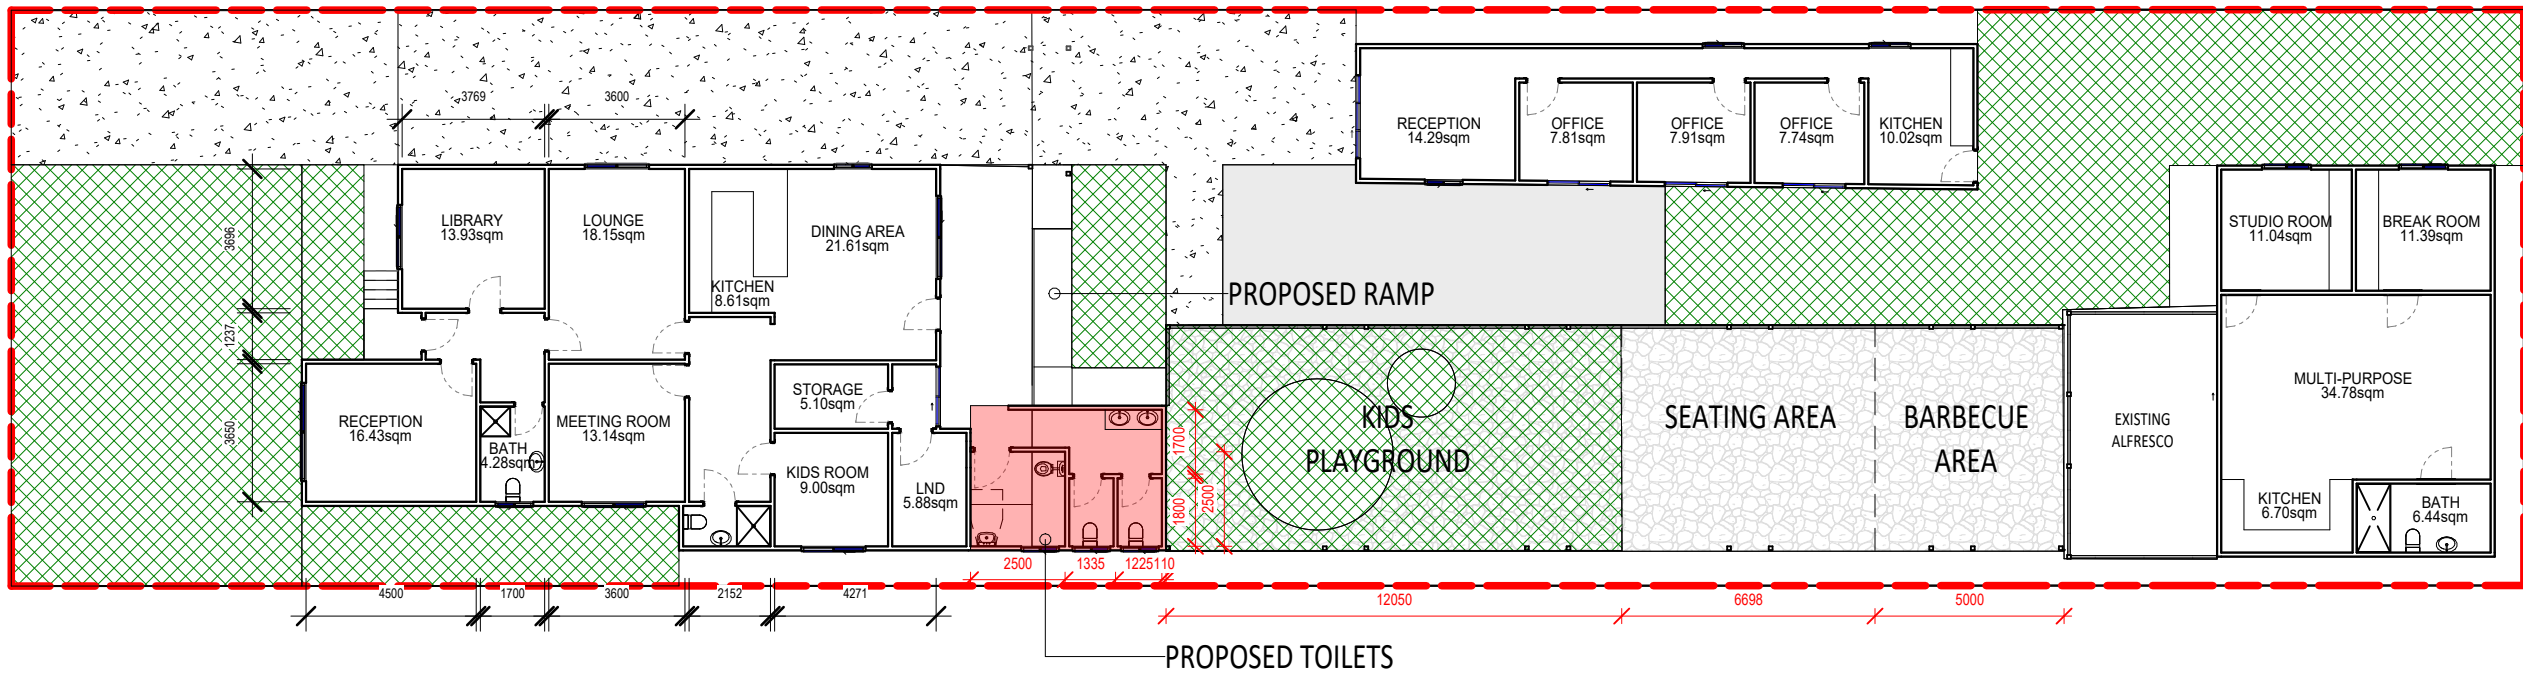 3769
3600
3696
1237
3650
LIBRARY
13.93sqm
LOUNGE
18.15sqm
KITCHEN
8.61sqm
DINING AREA
21.61sqm
RECEPTION
16.43sqm
BATH
4.28sqm
MEETING ROOM
13.14sqm
STORAGE
5.10sqm
KIDS ROOM
9.00sqm
LND
5.88sqm
RECEPTION
14.29sqm
OFFICE
7.81sqm
OFFICE
7.91sqm
OFFICE
7.74sqm
KITCHEN
10.02sqm
STUDIO ROOM
11.04sqm
BREAK ROOM
11.39sqm
PROPOSED RAMP
KIDS
PLAYGROUND
SEATING AREA
BARBECUE
AREA
EXISTING
ALFRESCO
MULTI-PURPOSE
34.78sqm
KITCHEN
6.70sqm
BATH
6.44sqm
1700
1800
2500
2500
1335
1225
110
4500
1700
3600
2152
4271
12050
6698
5000
PROPOSED TOILETS